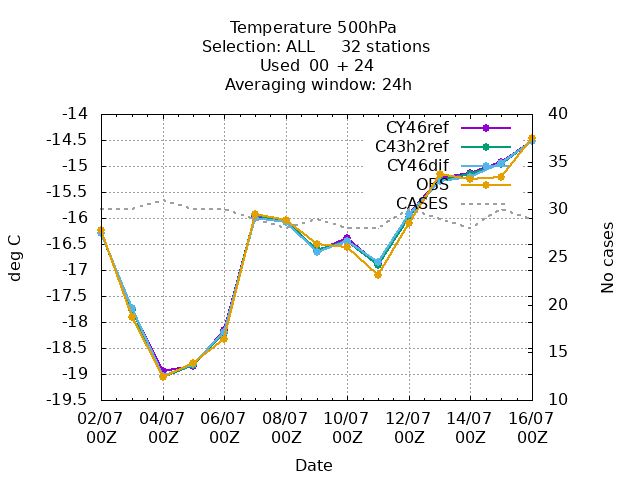 Temperature 500hPa
Selection: ALL 32 stations
Used 00 + 24
Averaging window: 24h
-14
-14.5
-15
-15.5
-16
-16.5
-17
-17.5
-18
-18.5
-19
-19.5
deg C
40
35
30
25
20
15
10
No cases
CY46ref
C43h2ref
CY46dif
OBS
CASES
02/07 04/07 06/07 08/07 10/07 12/07 14/07 16/07
00Z 00Z 00Z 00Z 00Z 00Z 00Z 00Z
Date